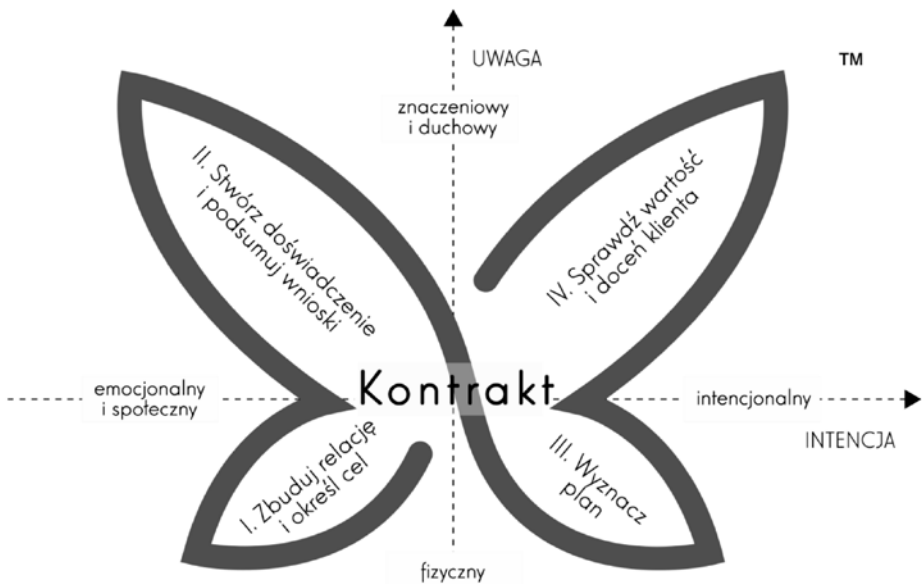 UWAGA
TM
znaczeniowy
i duchowy
II. Stwórz doświadczenie
i podsumuj wnioski
IV. Sprawdź wartość
i doceń klienta
Kontrakt
emocjonalny
i społeczny
intencjonalny
INTENCJA
I. Zbuduj relację
i określ cel
III. Wyznacz
plan
fizyczny